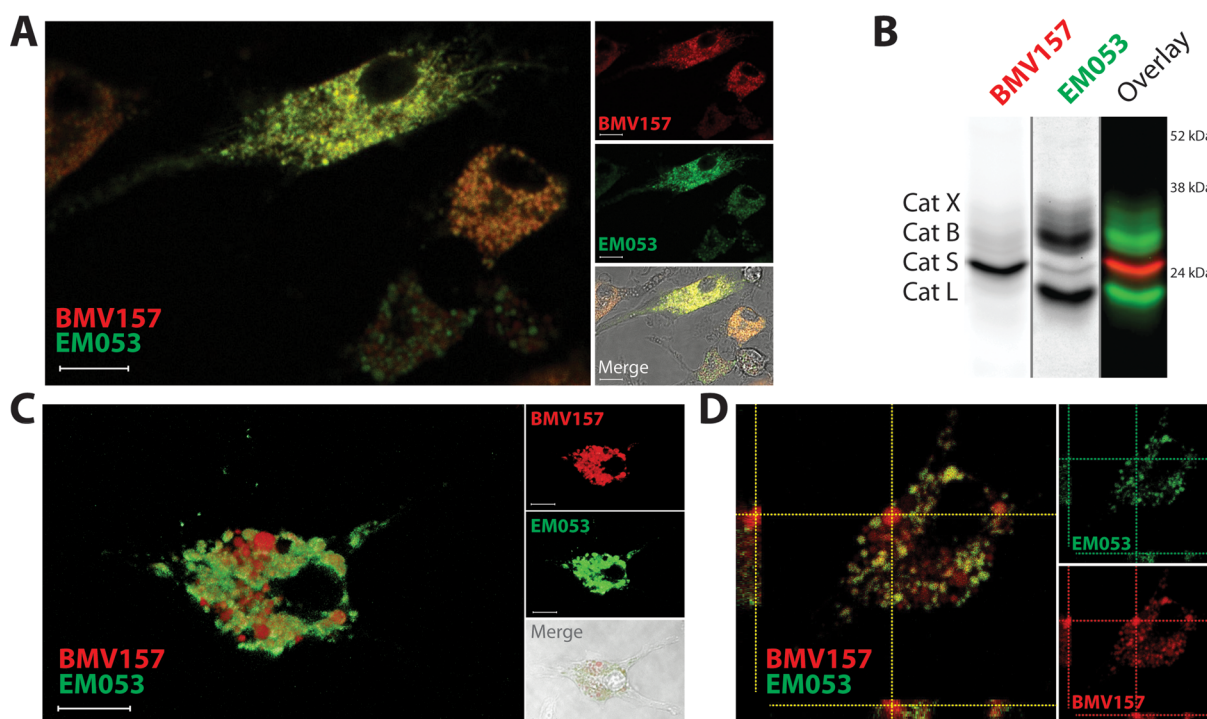 A
BMV157
EM053
BMV157
EM053
Merge
B
BMV157
EM053
Overlay
52 kDa
38 kDa
24 kDa
Cat X
Cat B
Cat S
Cat L
C
BMV157
EM053
BMV157
EM053
Merge
D
BMV157
EM053
EM053
BMV157